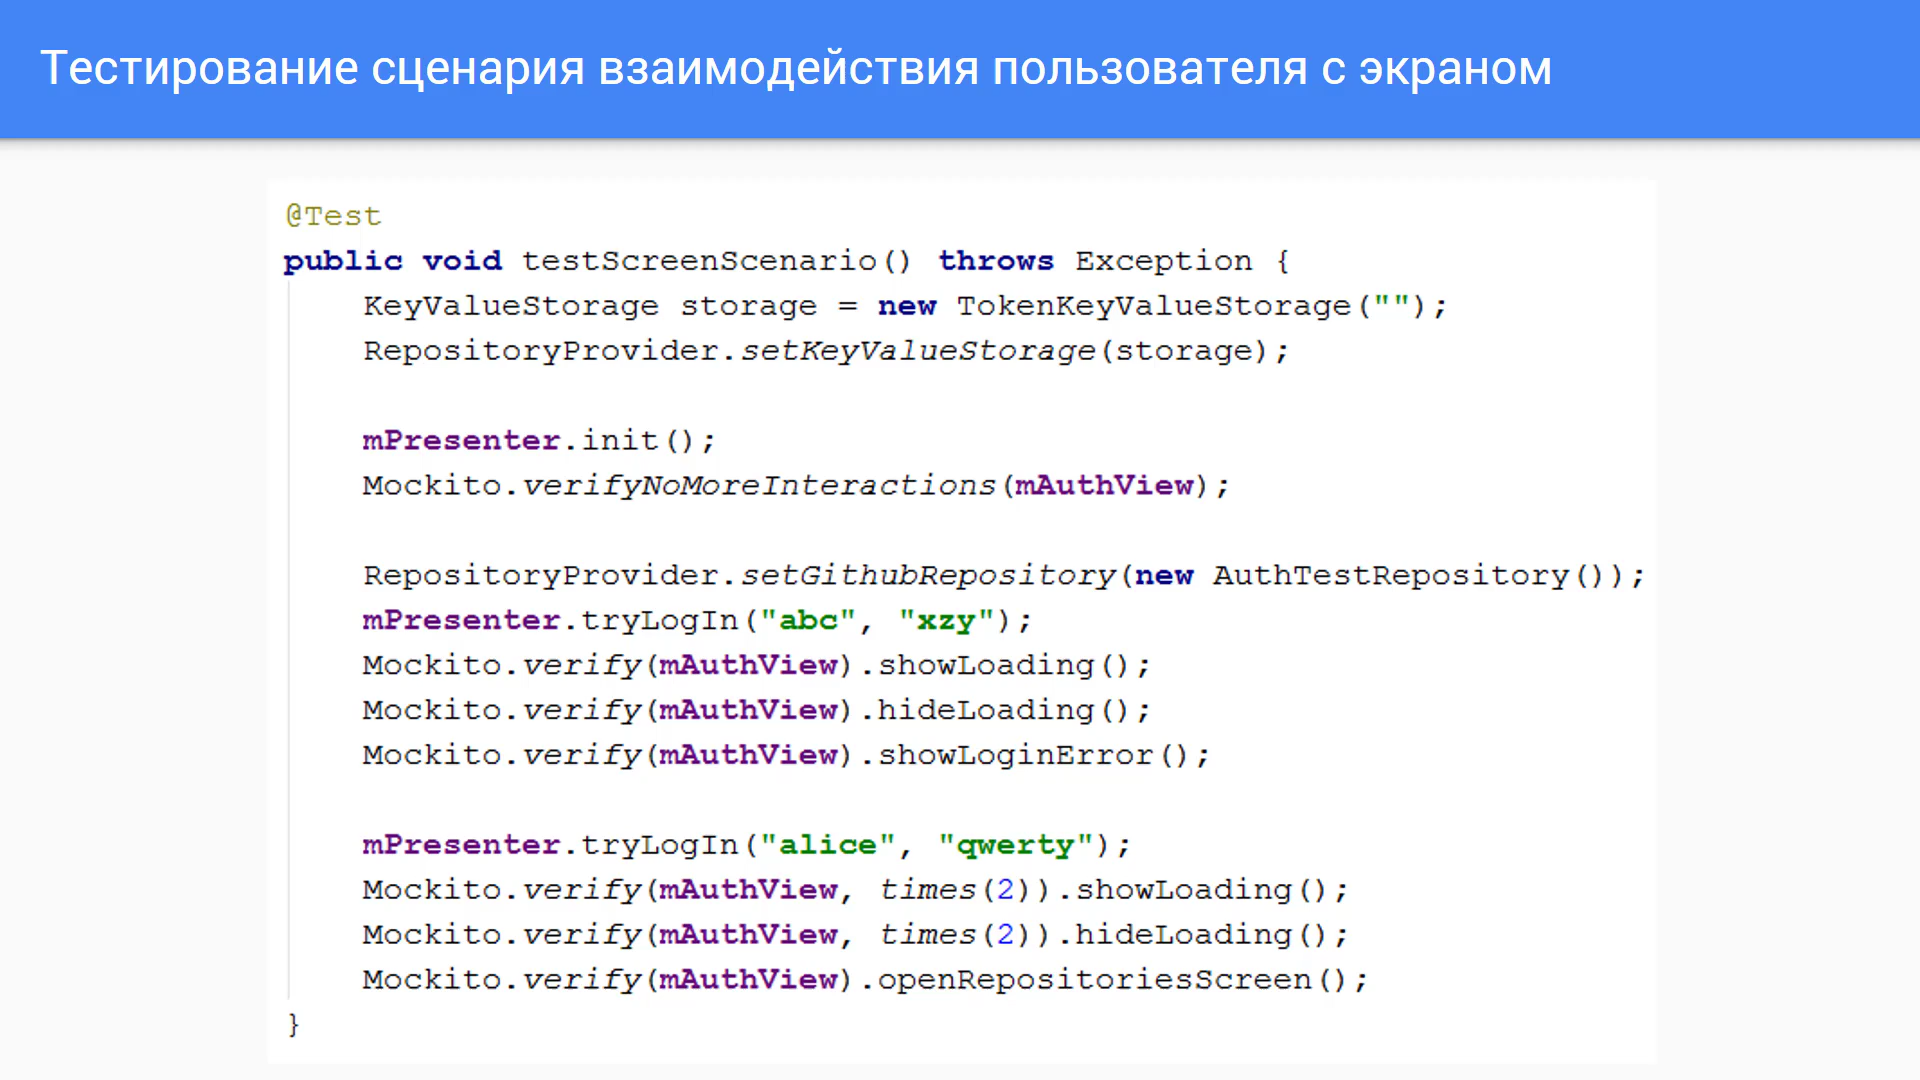 Тестирование сценария взаимодействия пользователя с экраном
@Test
public void testScreenScenario() throws Exception {
    KeyValueStorage storage = new TokenKeyValueStorage("");
    RepositoryProvider.setKeyValueStorage(storage);

    mPresenter.init();
    Mockito.verifyNoMoreInteractions(mAuthView);

    RepositoryProvider.setGithubRepository(new AuthTestRepository());
    mPresenter.tryLogIn("abc", "xzy");
    Mockito.verify(mAuthView).showLoading();
    Mockito.verify(mAuthView).hideLoading();
    Mockito.verify(mAuthView).showLoginError();

    mPresenter.tryLogIn("alice", "qwerty");
    Mockito.verify(mAuthView, times(2)).showLoading();
    Mockito.verify(mAuthView, times(2)).hideLoading();
    Mockito.verify(mAuthView).openRepositoriesScreen();
}